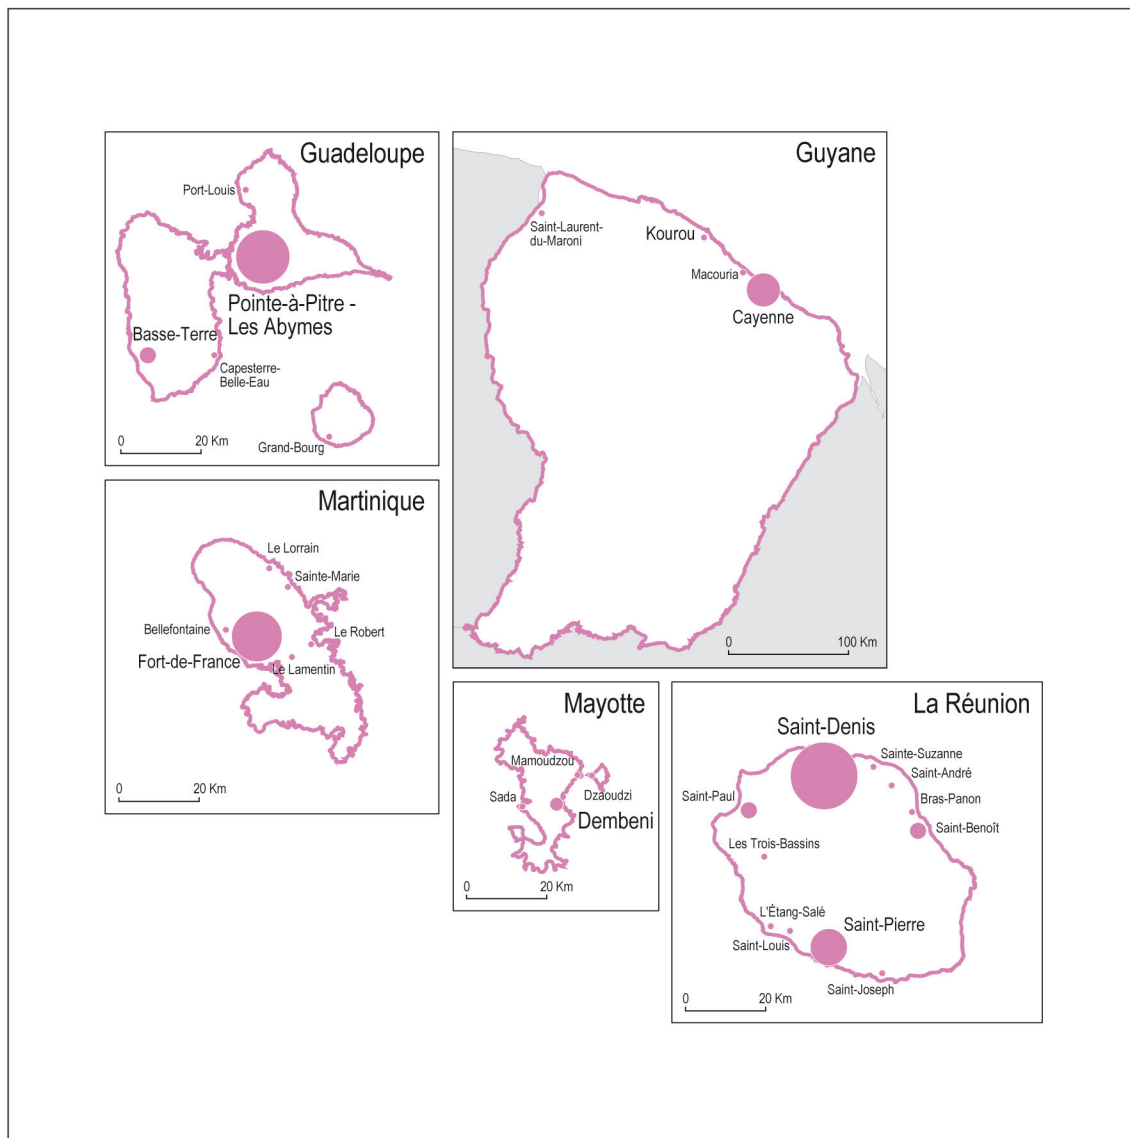 Guadeloupe
Port-Louis
Pointe-à-Pitre -
Les Abymes
Basse-Terre
Capesterre-
Belle-Eau
Grand-Bourg
0
20 Km
Guyane
Saint-Laurent-
du-Maroni
Kourou
Macouria
Cayenne
0
100 Km
Martinique
Le Lorrain
Sainte-Marie
Bellefontaine
Le Robert
Fort-de-France
Le Lamentin
0
20 Km
Mayotte
Mamoudzou
Sada
Dzaoudzi
Dembeni
0
20 Km
La Réunion
Saint-Denis
Sainte-Suzanne
Saint-André
Saint-Paul
Bras-Panon
Saint-Benoît
Les Trois-Bassins
L'Étang-Salé
Saint-Pierre
Saint-Louis
Saint-Joseph
0
20 Km